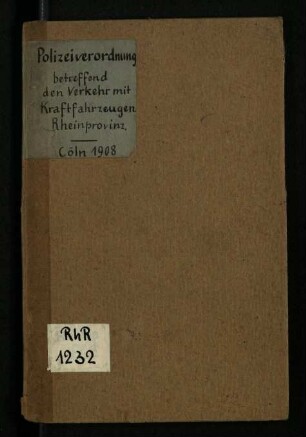 Polizeiverordnung
betreffend
den Verkehr mit
Kraftfahrzeugen
Rheinprovinz.
Cöln 1908
RhR
1232